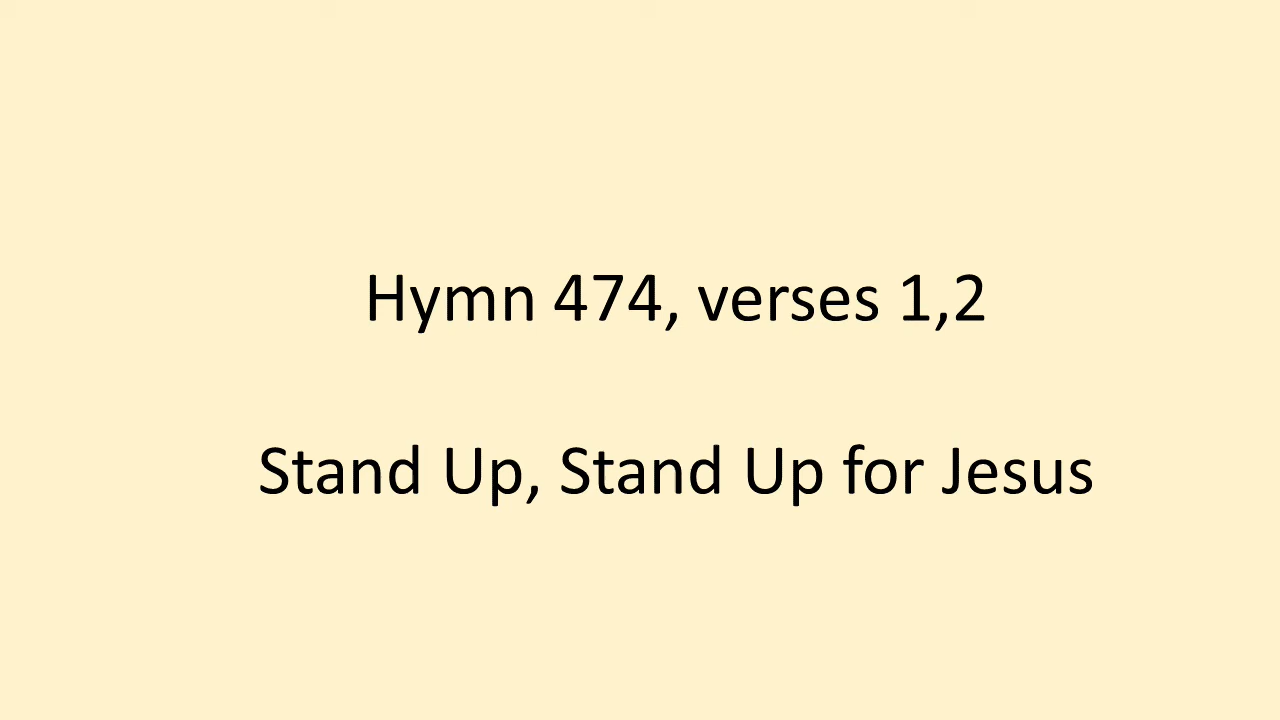 Hymn 474, verses 1,2
Stand Up, Stand Up for Jesus